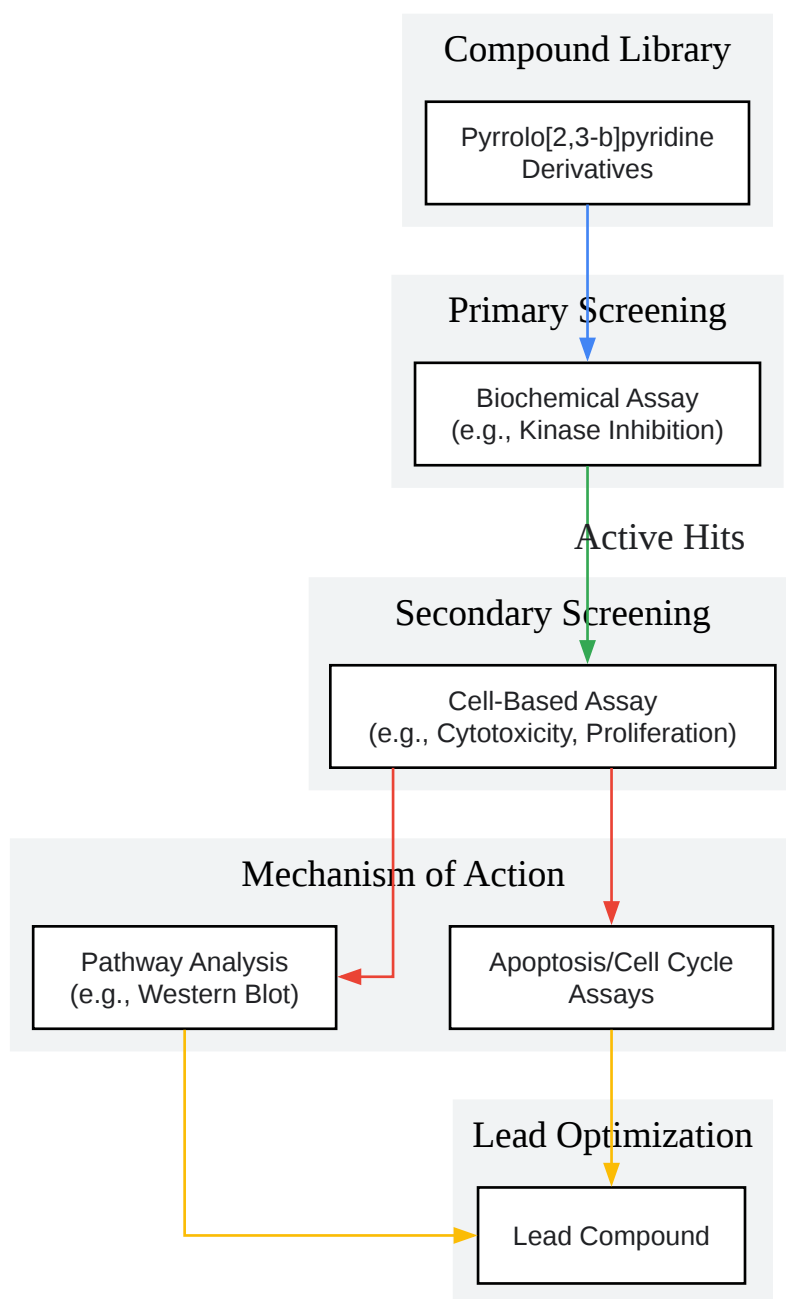 Compound Library
Pyrrolo[2,3-b]pyridine
Derivatives
Primary Screening
Biochemical Assay
(e.g., Kinase Inhibition)
Active Hits
Secondary Screening
Cell-Based Assay
(e.g., Cytotoxicity, Proliferation)
Mechanism of Action
Pathway Analysis
(e.g., Western Blot)
Apoptosis/Cell Cycle
Assays
Lead Optimization
Lead Compound